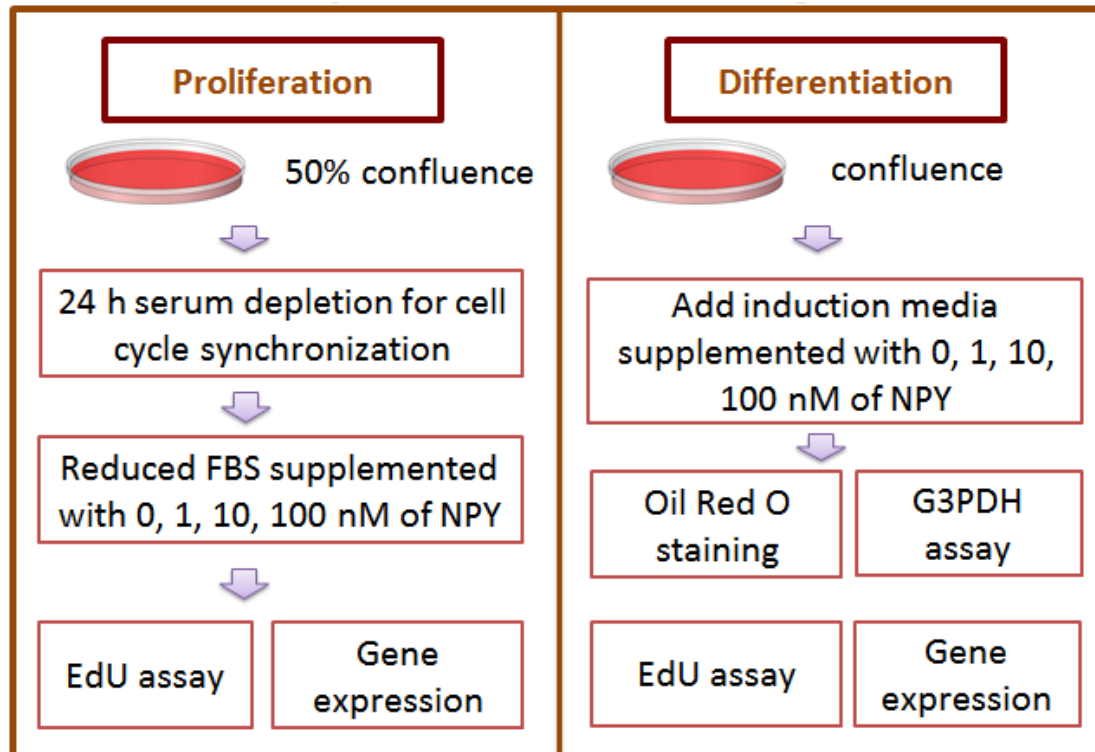 Proliferation
50% confluence
24 h serum depletion for cell
cycle synchronization
Reduced FBS supplemented
with 0, 1, 10, 100 nM of NPY
EdU assay
Gene
expression
Differentiation
confluence
Add induction media
supplemented with 0, 1, 10,
100 nM of NPY
Oil Red O
staining
G3PDH
assay
EdU assay
Gene
expression